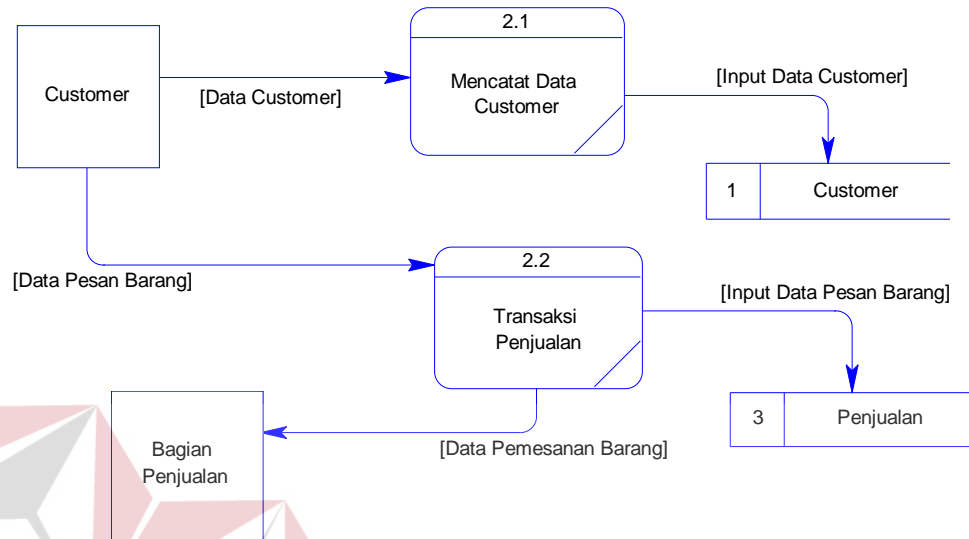 2.1
Customer
[Data Customer]
Mencatat Data
Customer
[Input Data Customer]
1
Customer
[Data Pesan Barang]
2.2
Transaksi
Penjualan
[Input Data Pesan Barang]
3
Penjualan
Bagian
Penjualan
[Data Pemesanan Barang]